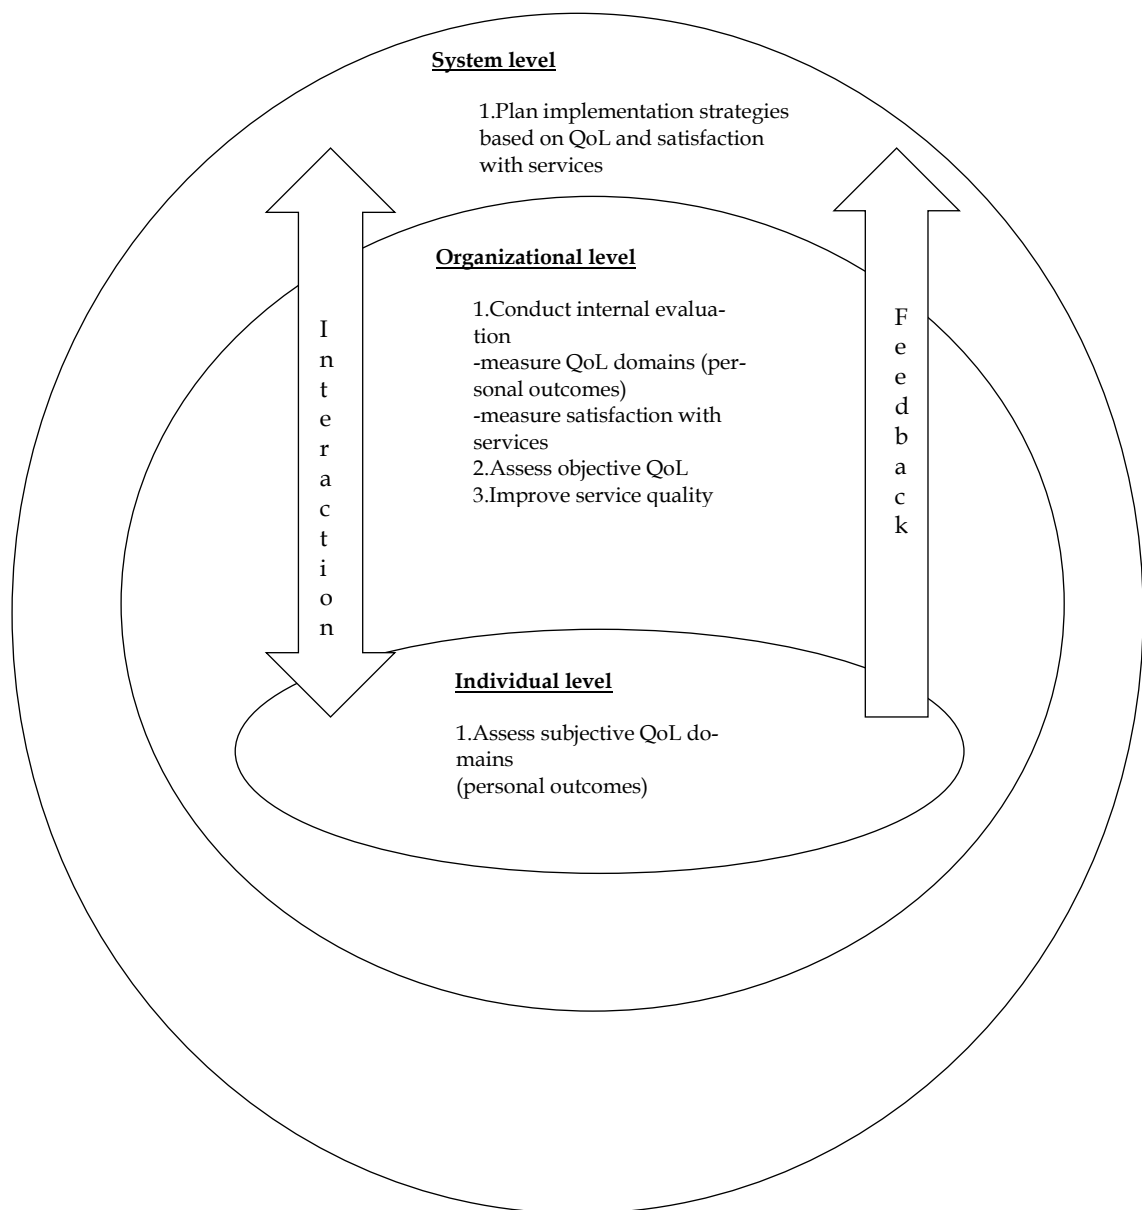 System level
1.Plan implementation strategies
based on QoL and satisfaction
with services
Organizational level
1.Conduct internal evalua-
tion
-measure QoL domains (per-
sonal outcomes)
-measure satisfaction with
services
2.Assess objective QoL
3.Improve service quality
Interaction
Feedback
Individual level
1.Assess subjective QoL do-
mains
(personal outcomes)